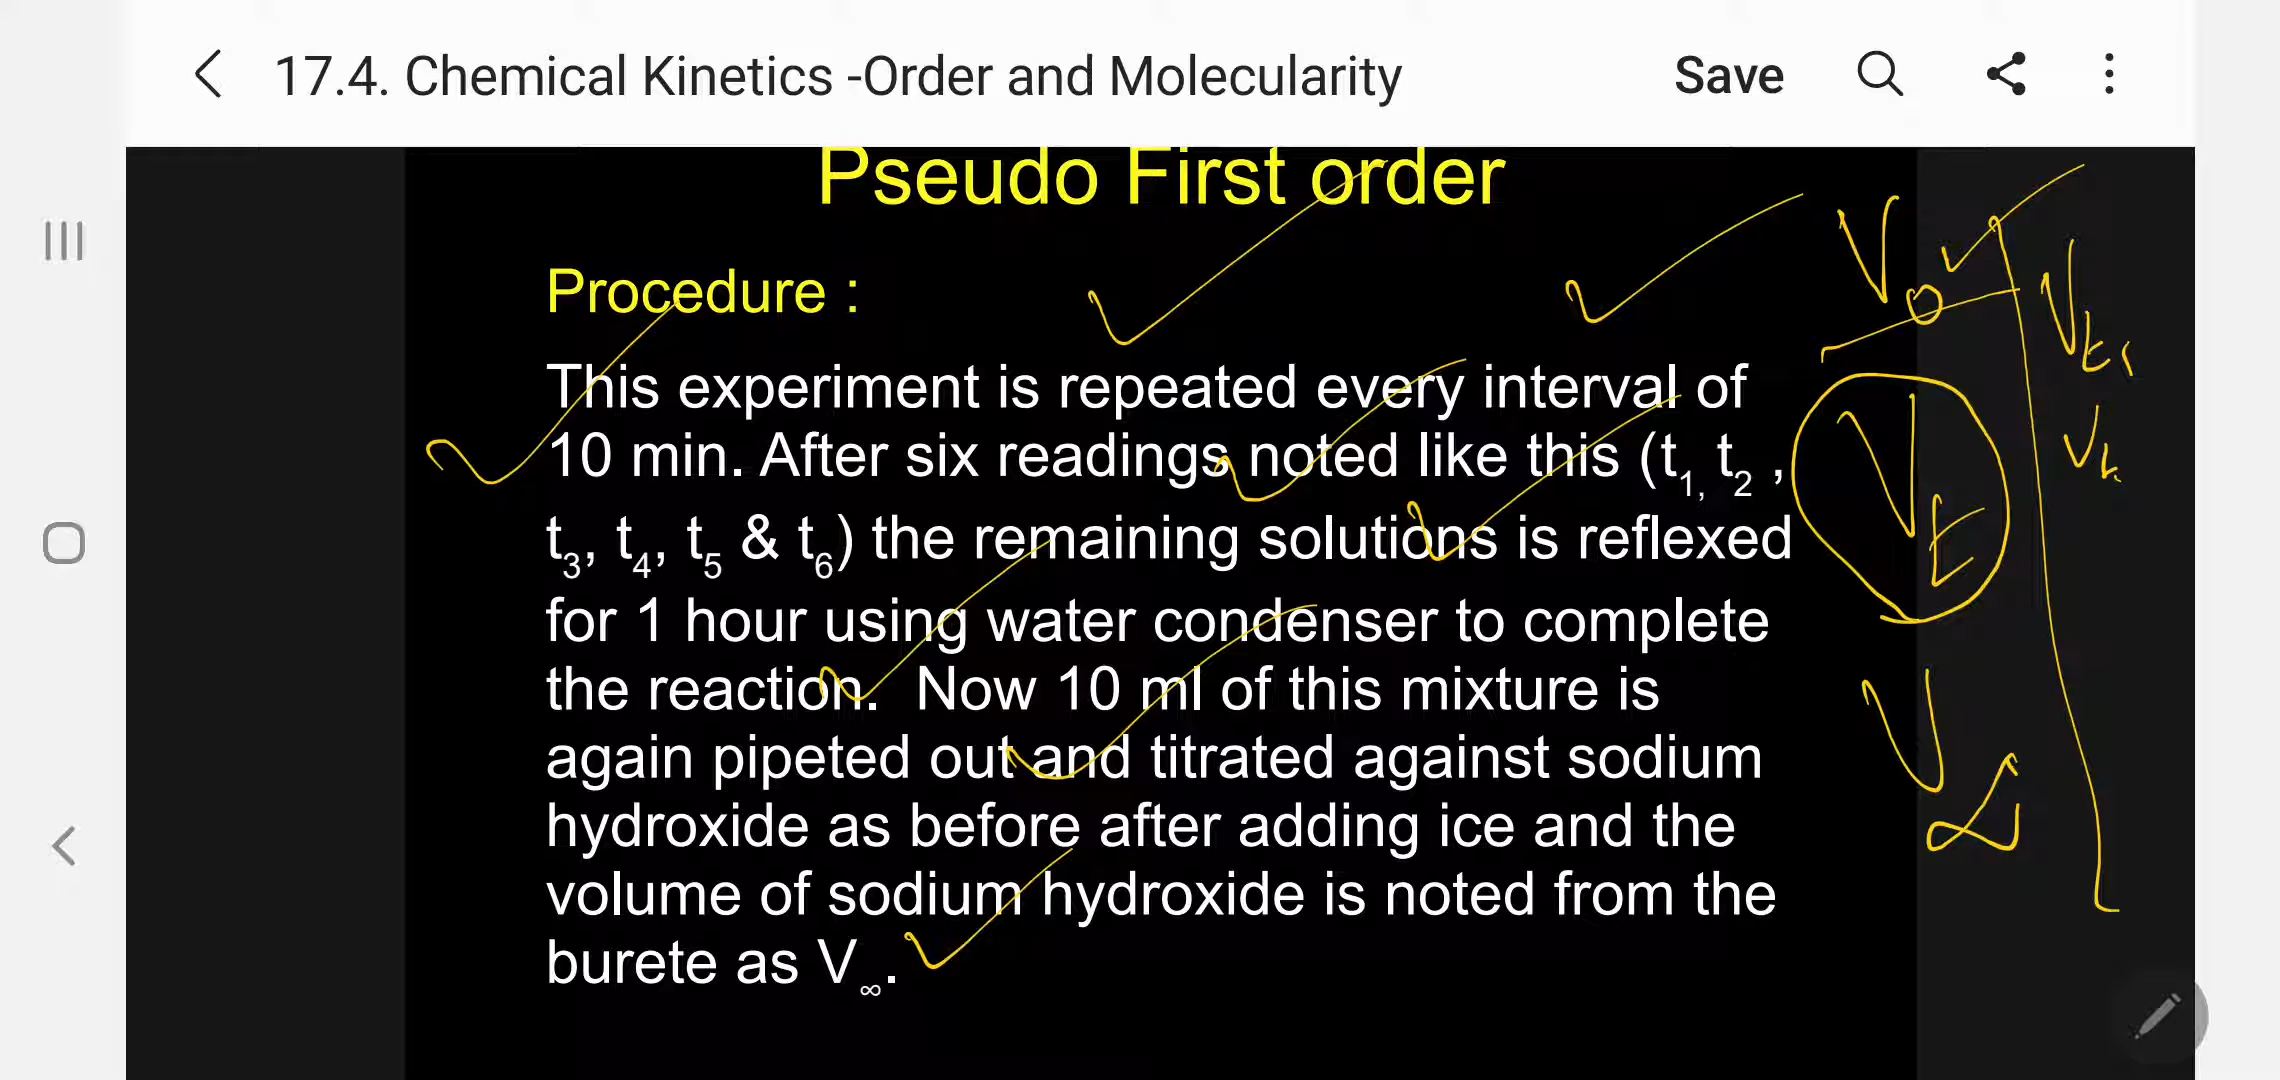 17.4. Chemical Kinetics -Order and Molecularity Save
Pseudo First order
Procedure :
This experiment is repeated every interval of
10 min. After six readings noted like this (t₁, t₂ ,
t₃, t₄, t₅ & t₆) the remaining solutions is reflexed
for 1 hour using water condenser to complete
the reaction. Now 10 ml of this mixture is
again pipeted out and titrated against sodium
hydroxide as before after adding ice and the
volume of sodium hydroxide is noted from the
burete as V∞.
V₀
Vt
V∝
Vt₁